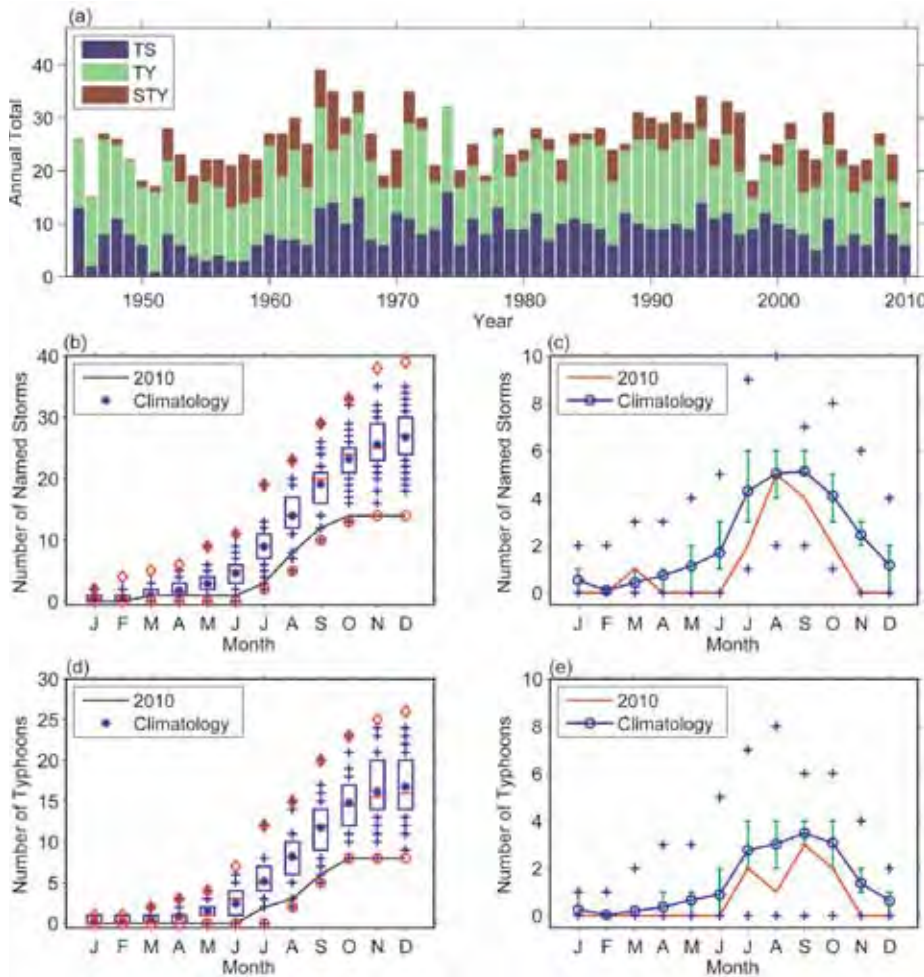 (a)
TS
TY
STY
40
30
20
10
0
Annual Total
1950 1960 1970 1980 1990 2000 2010
Year
(b)
40
30
20
10
0
Number of Named Storms
2010
Climatology
J F M A M J J A S O N D
Month
(c)
10
8
6
4
2
0
Number of Named Storms
2010
Climatology
J F M A M J J A S O N D
Month
(d)
30
25
20
15
10
5
0
Number of Typhoons
2010
Climatology
J F M A M J J A S O N D
Month
(e)
10
8
6
4
2
0
Number of Typhoons
2010
Climatology
J F M A M J J A S O N D
Month